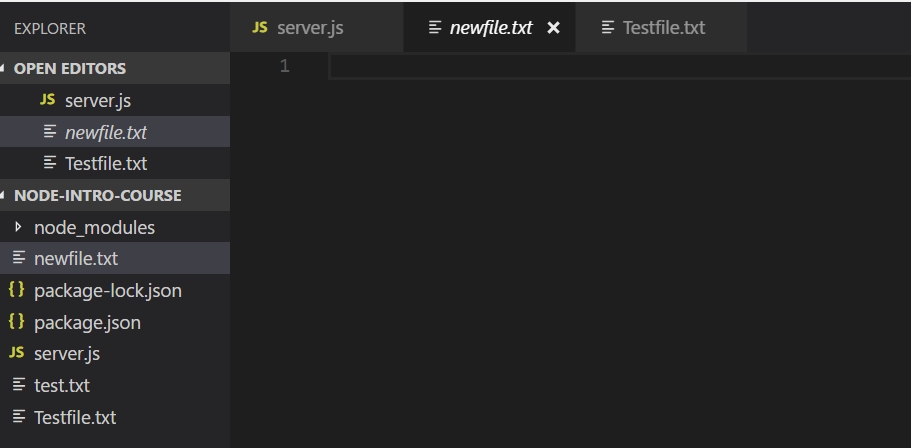 EXPLORER
JS server.js
newfile.txt
Testfile.txt
OPEN EDITORS
JS server.js
newfile.txt
Testfile.txt
NODE-INTRO-COURSE
node_modules
newfile.txt
{} package-lock.json
{} package.json
JS server.js
test.txt
Testfile.txt
1